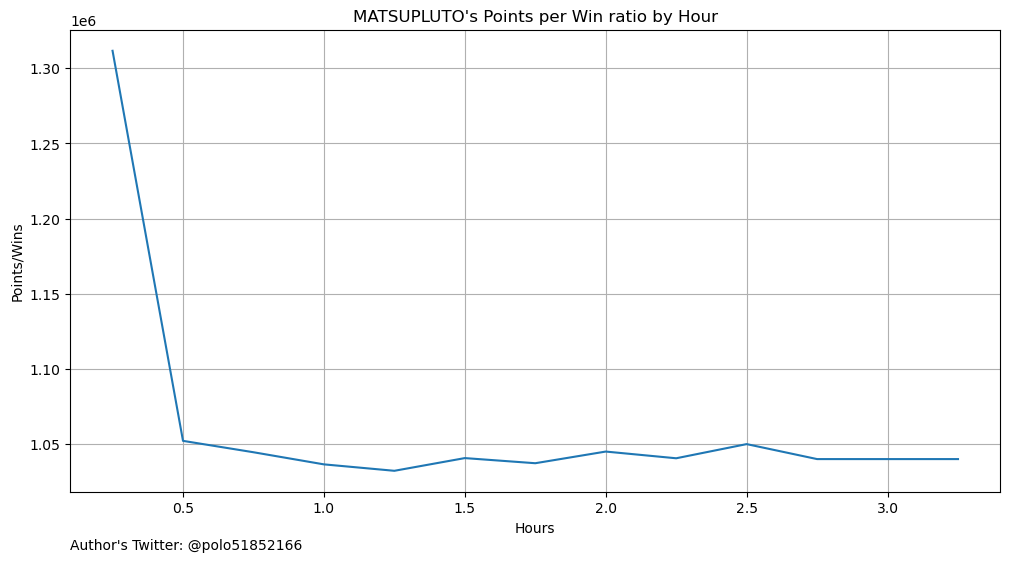 MATSUPLUTO's Points per Win ratio by Hour
1e6
1.30
1.25
1.20
1.15
1.10
1.05
Points/Wins
0.5 1.0 1.5 2.0 2.5 3.0
Hours
Author's Twitter: @polo51852166